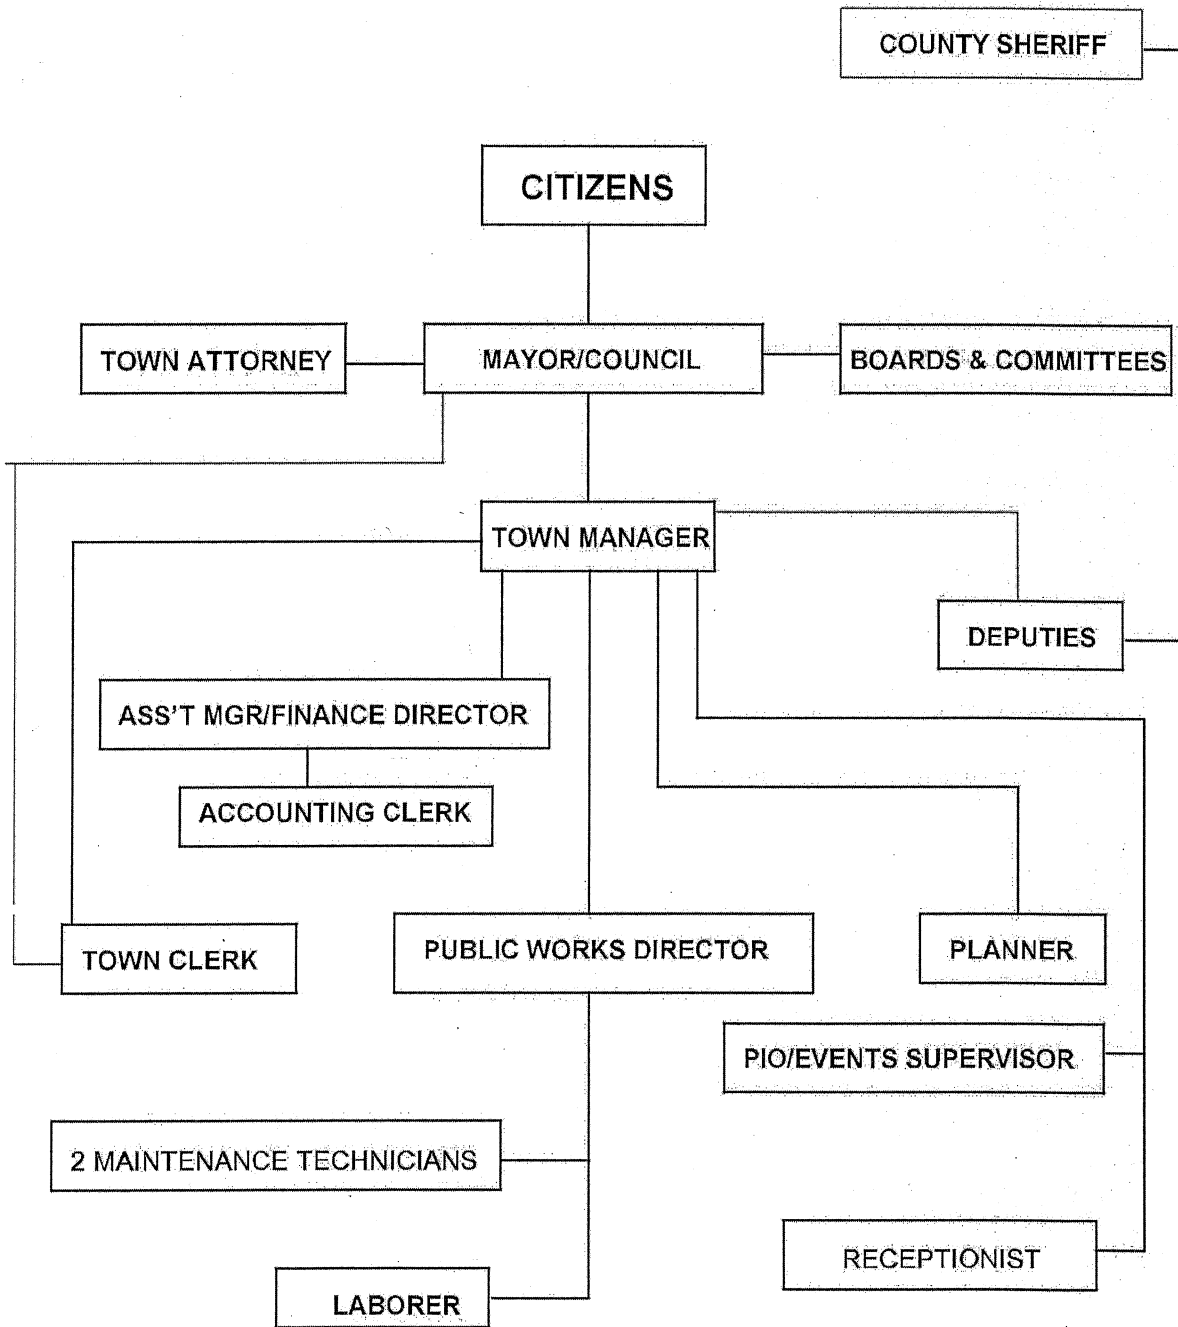 COUNTY SHERIFF
CITIZENS
TOWN ATTORNEY
MAYOR/COUNCIL
BOARDS & COMMITTEES
TOWN MANAGER
DEPUTIES
ASS'T MGR/FINANCE DIRECTOR
ACCOUNTING CLERK
TOWN CLERK
PUBLIC WORKS DIRECTOR
PLANNER
PIO/EVENTS SUPERVISOR
2 MAINTENANCE TECHNICIANS
RECEPTIONIST
LABORER